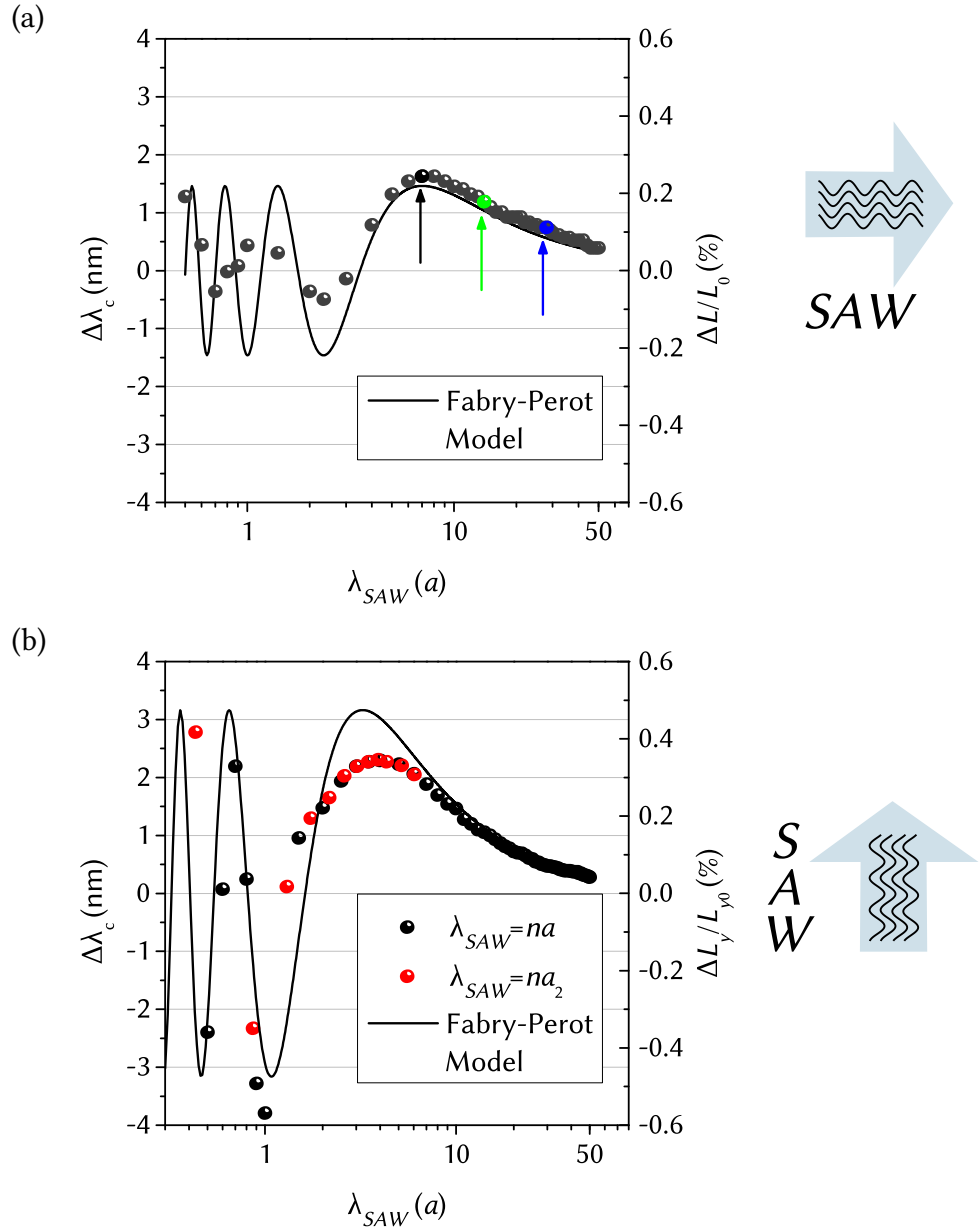 (a)
4
3
2
1
0
-1
-2
-3
-4
Δλc (nm)
0.6
0.4
0.2
0.0
-0.2
-0.4
-0.6
ΔL/L0 (%)
Fabry-Perot
Model
1
10
50
λSAW (a)
SAW
(b)
4
3
2
1
0
-1
-2
-3
-4
Δλc (nm)
0.6
0.4
0.2
0.0
-0.2
-0.4
-0.6
ΔLy/Ly0 (%)
λSAW=na
λSAW=na2
Fabry-Perot
Model
1
10
50
λSAW (a)
S
A
W